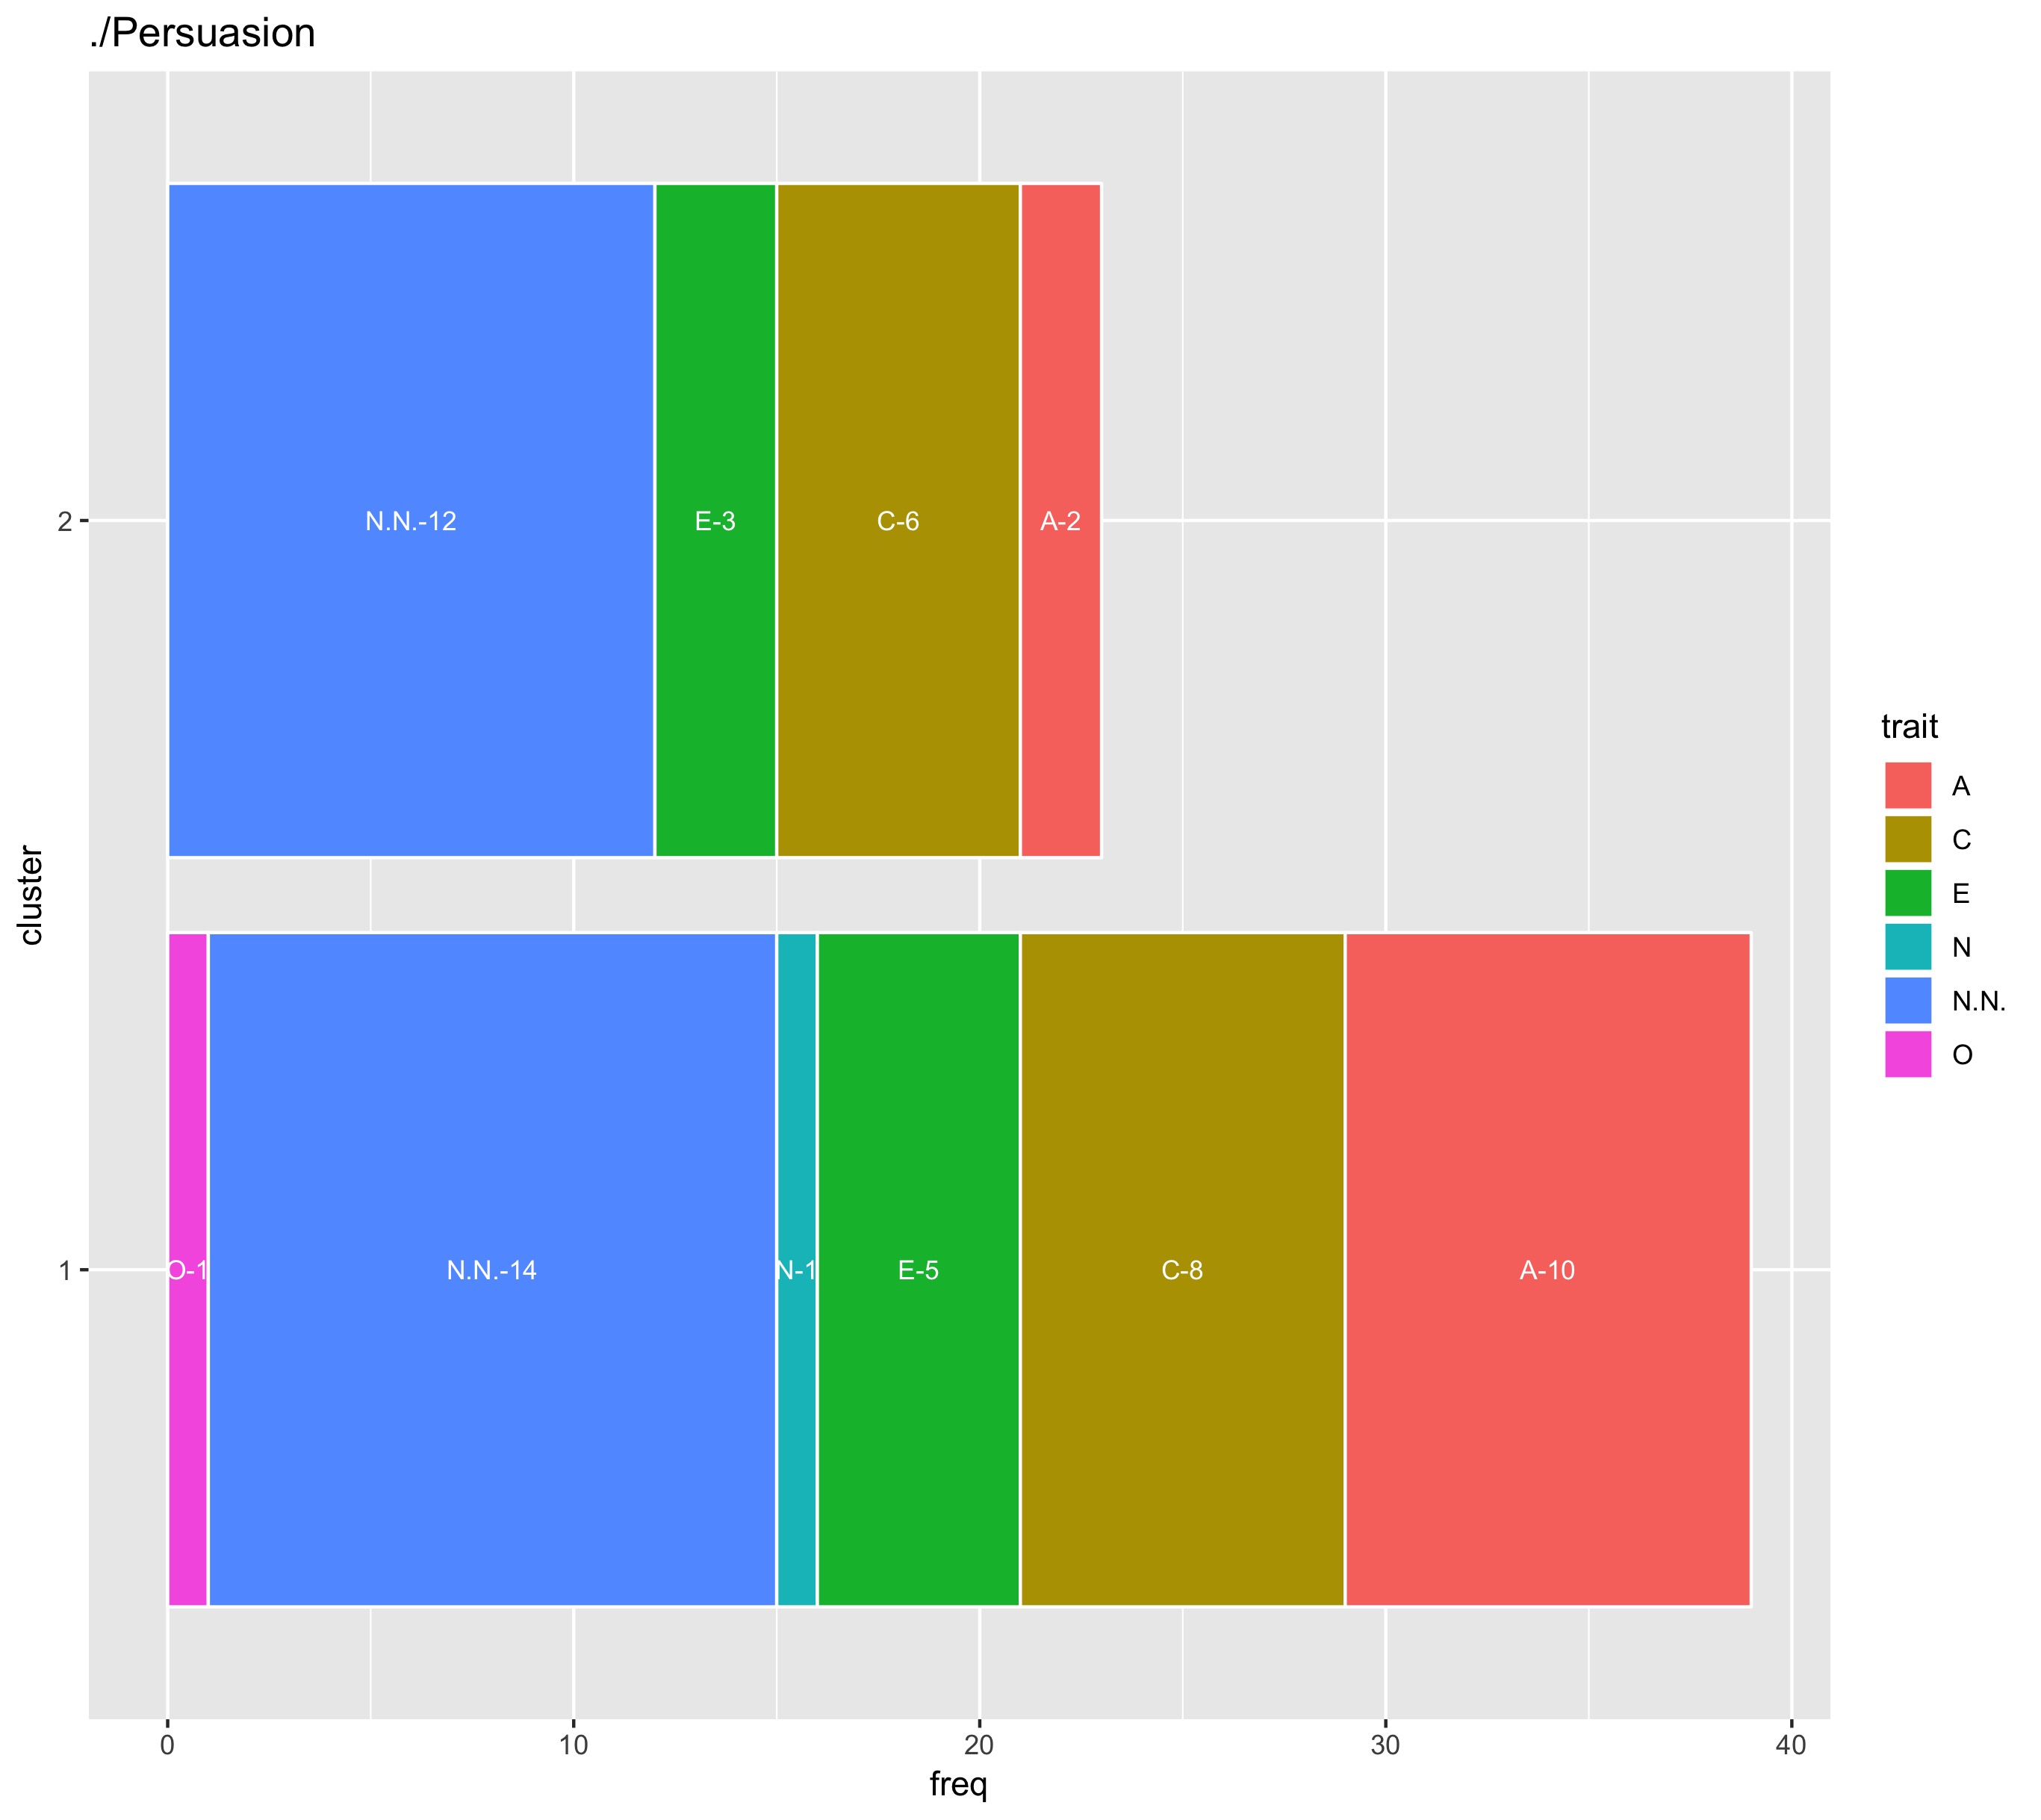 ./Persuasion
2
N.N.-12 E-3 C-6 A-2
1
O-1 N.N.-14 N-1 E-5 C-8 A-10
cluster
0 10 20 30 40
freq
trait
A
C
E
N
N.N.
O